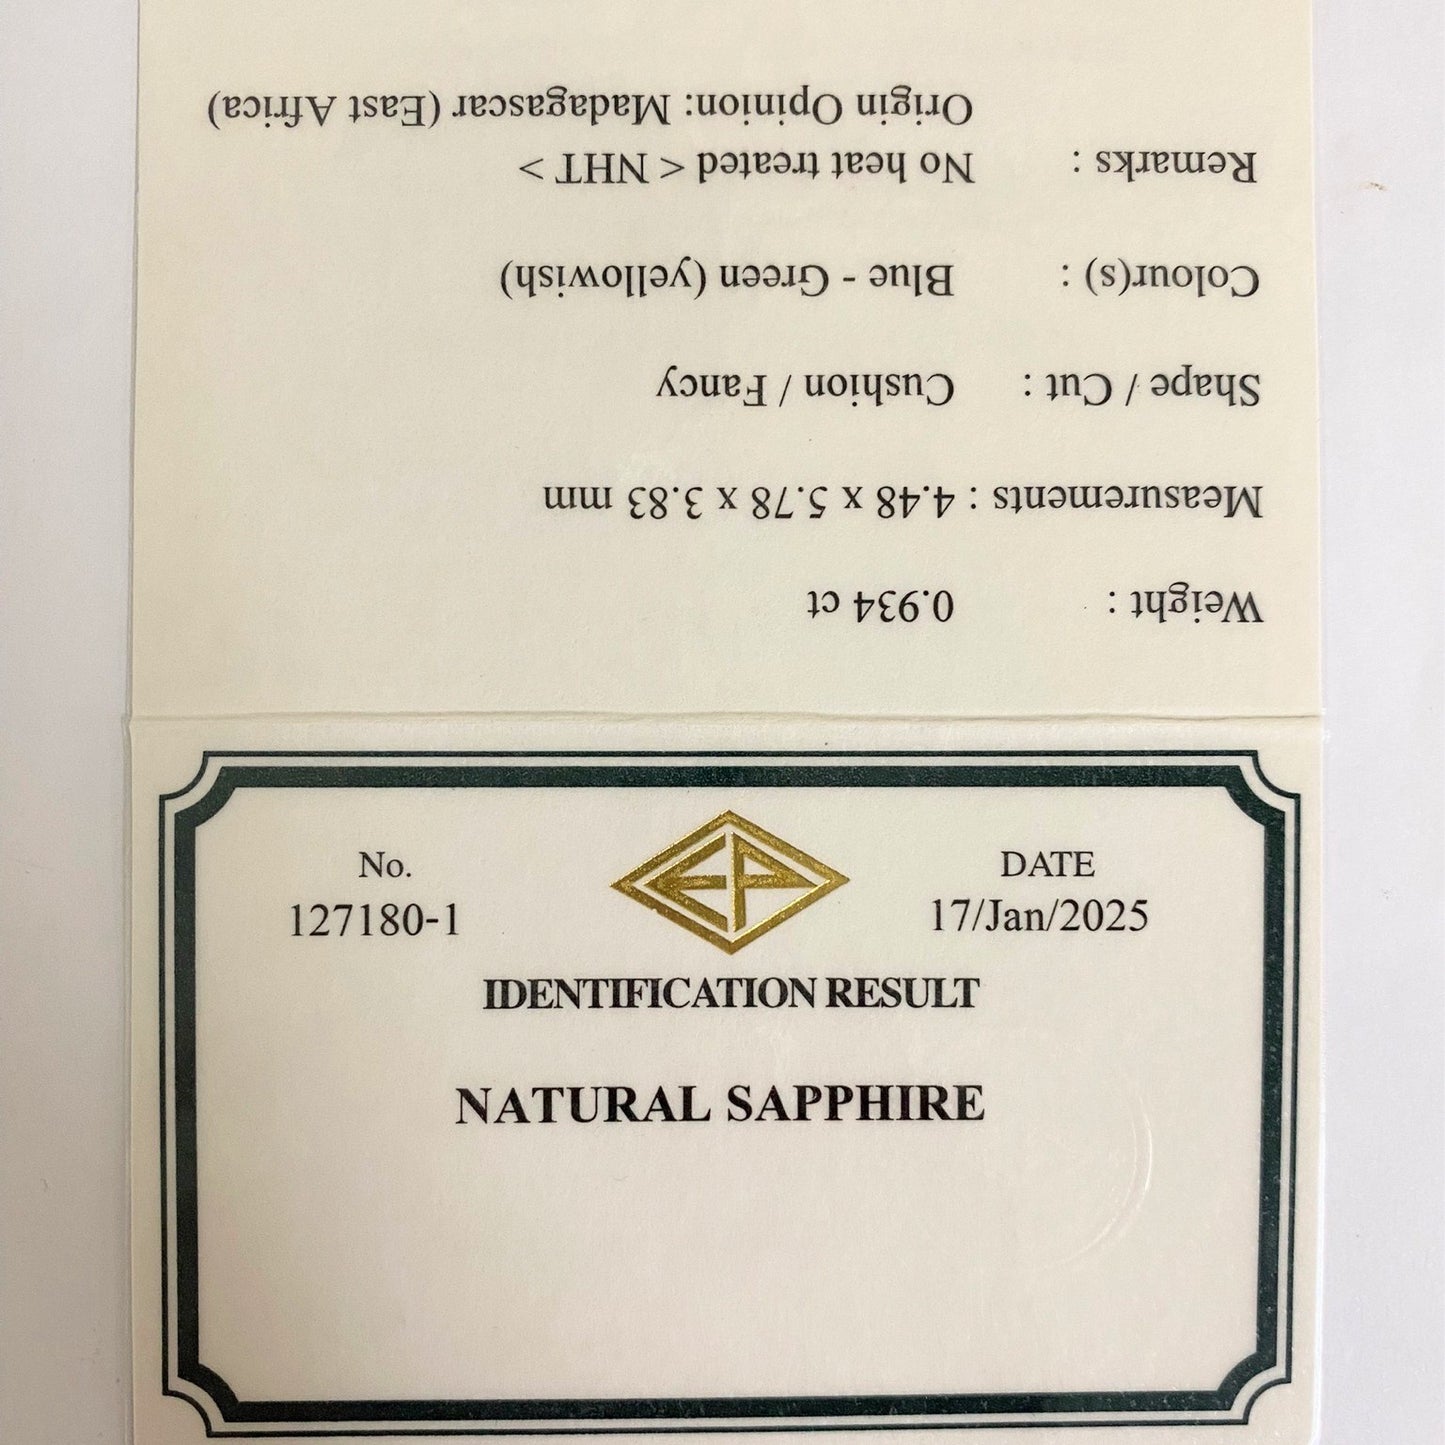 No.
127180-1
EP
DATE
17/Jan/2025
IDENTIFICATION RESULT
NATURAL SAPPHIRE
Weight : 0.934 ct
Measurements : 4.48 x 5.78 x 3.83 mm
Shape / Cut : Cushion / Fancy
Colour(s) : Blue - Green (yellowish)
Remarks : No heat treated < NHT >
Origin Opinion: Madagascar (East Africa)